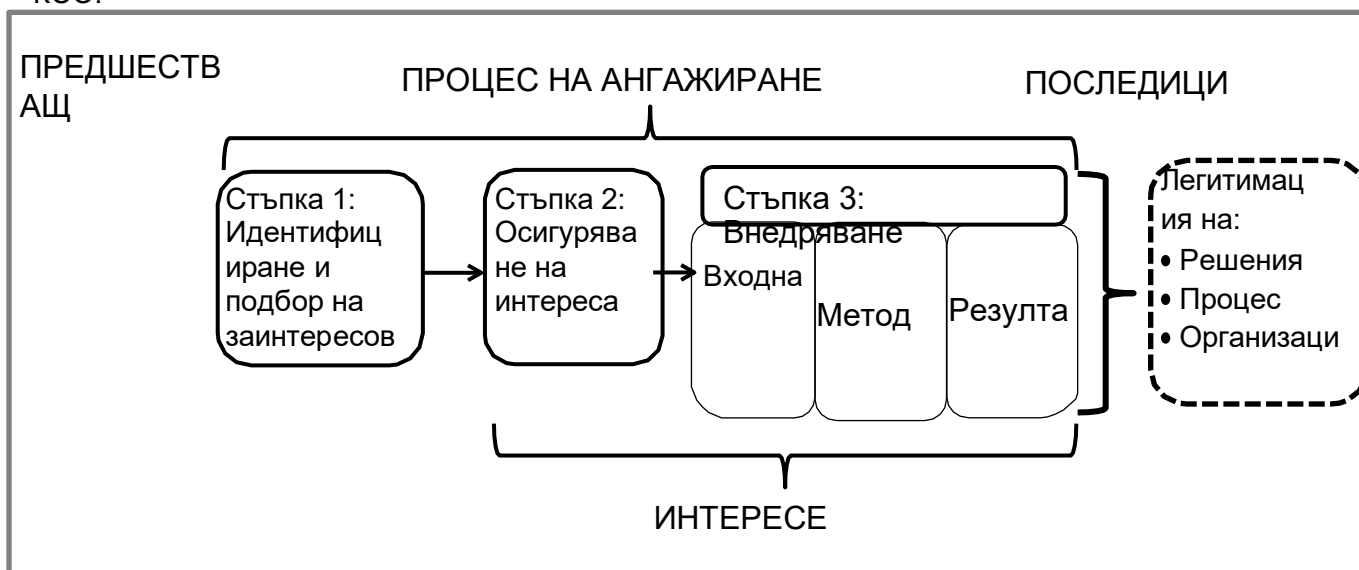 ПРЕДШЕСТВ
АЩ
ПРОЦЕС НА АНГАЖИРАНЕ
ПОСЛЕДИЦИ
Стъпка 1:
Идентифиц
иране и
подбор на
заинтересов
Стъпка 2:
Осигурява
не на
интереса
Стъпка 3:
Внедряване
Входна
Метод
Резулта
Легитимац
ия на:
• Решения
• Процес
• Организаци
ИНТЕРЕСЕ